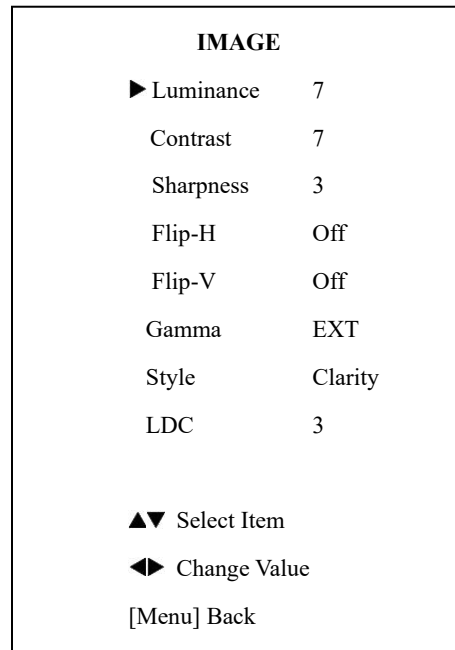 IMAGE
▶ Luminance 7
Contrast 7
Sharpness 3
Flip-H Off
Flip-V Off
Gamma EXT
Style Clarity
LDC 3
▲▼ Select Item
◀▶ Change Value
[Menu] Back